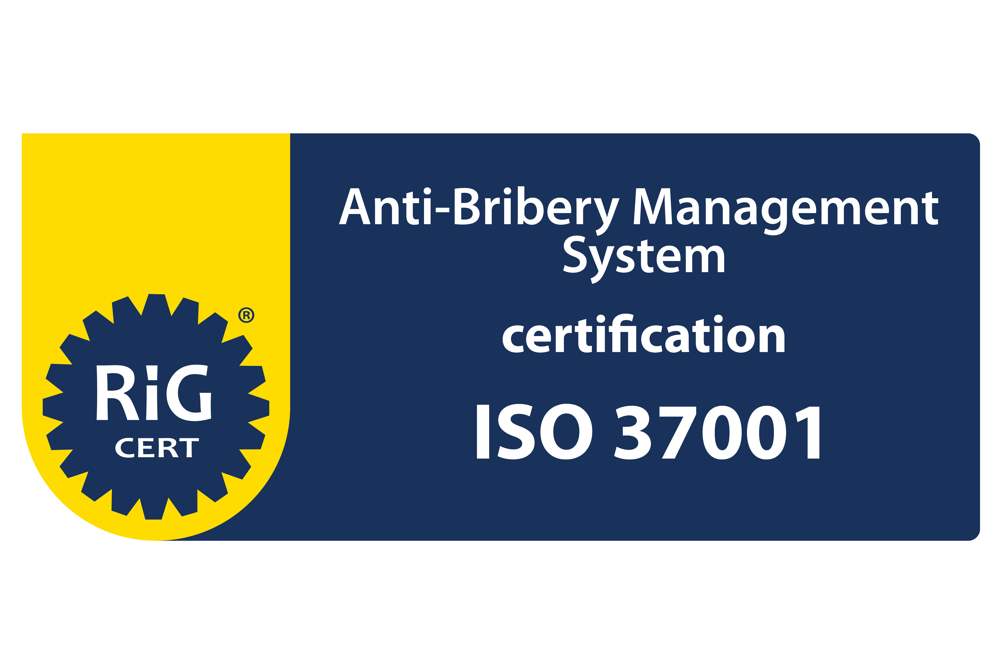 Anti-Bribery Management
System
certification
ISO 37001
®
RiG
CERT